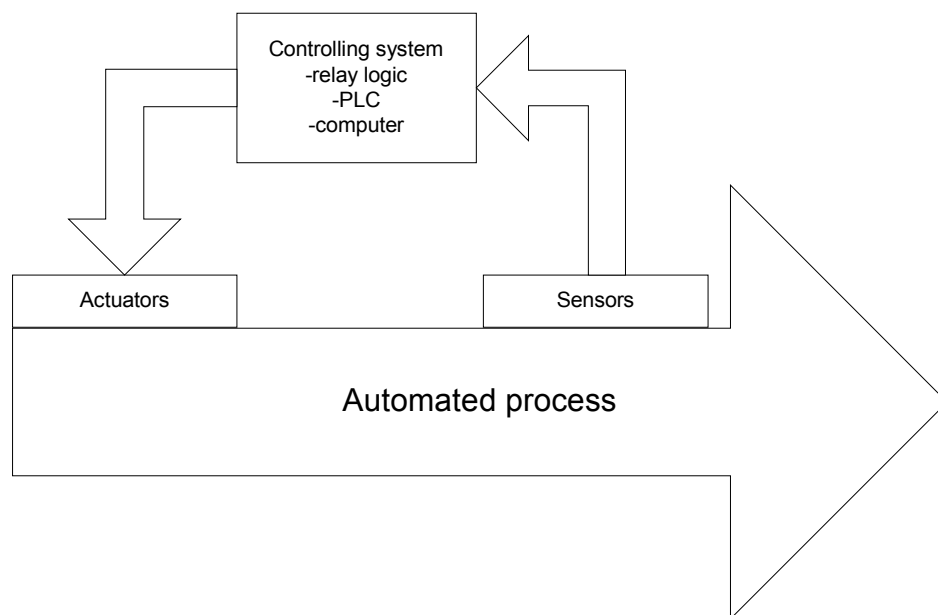 Controlling system
-relay logic
-PLC
-computer
Actuators
Sensors
Automated process